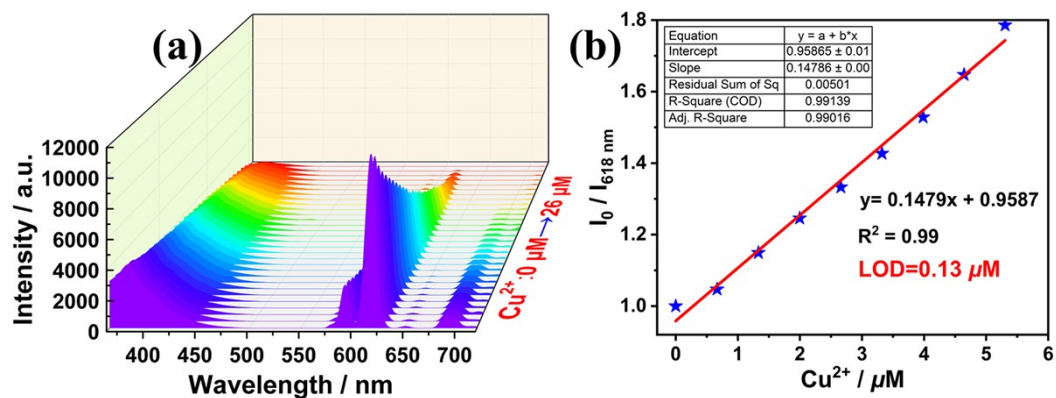 (a)
12000
10000
8000
6000
4000
2000
0
Intensity / a.u.
400 450 500 550 600 650 700
Wavelength / nm
Cu2+ :0 μM→26 μM
(b)
Equation y = a + b*x
Intercept 0.95865 ± 0.01
Slope 0.14786 ± 0.00
Residual Sum of Sq 0.00501
R-Square (COD) 0.99139
Adj. R-Square 0.99016
1.8
1.6
1.4
1.2
1.0
I0 / I618 nm
y= 0.1479x + 0.9587
R2 = 0.99
LOD=0.13 μM
0 1 2 3 4 5 6
Cu2+ / μM